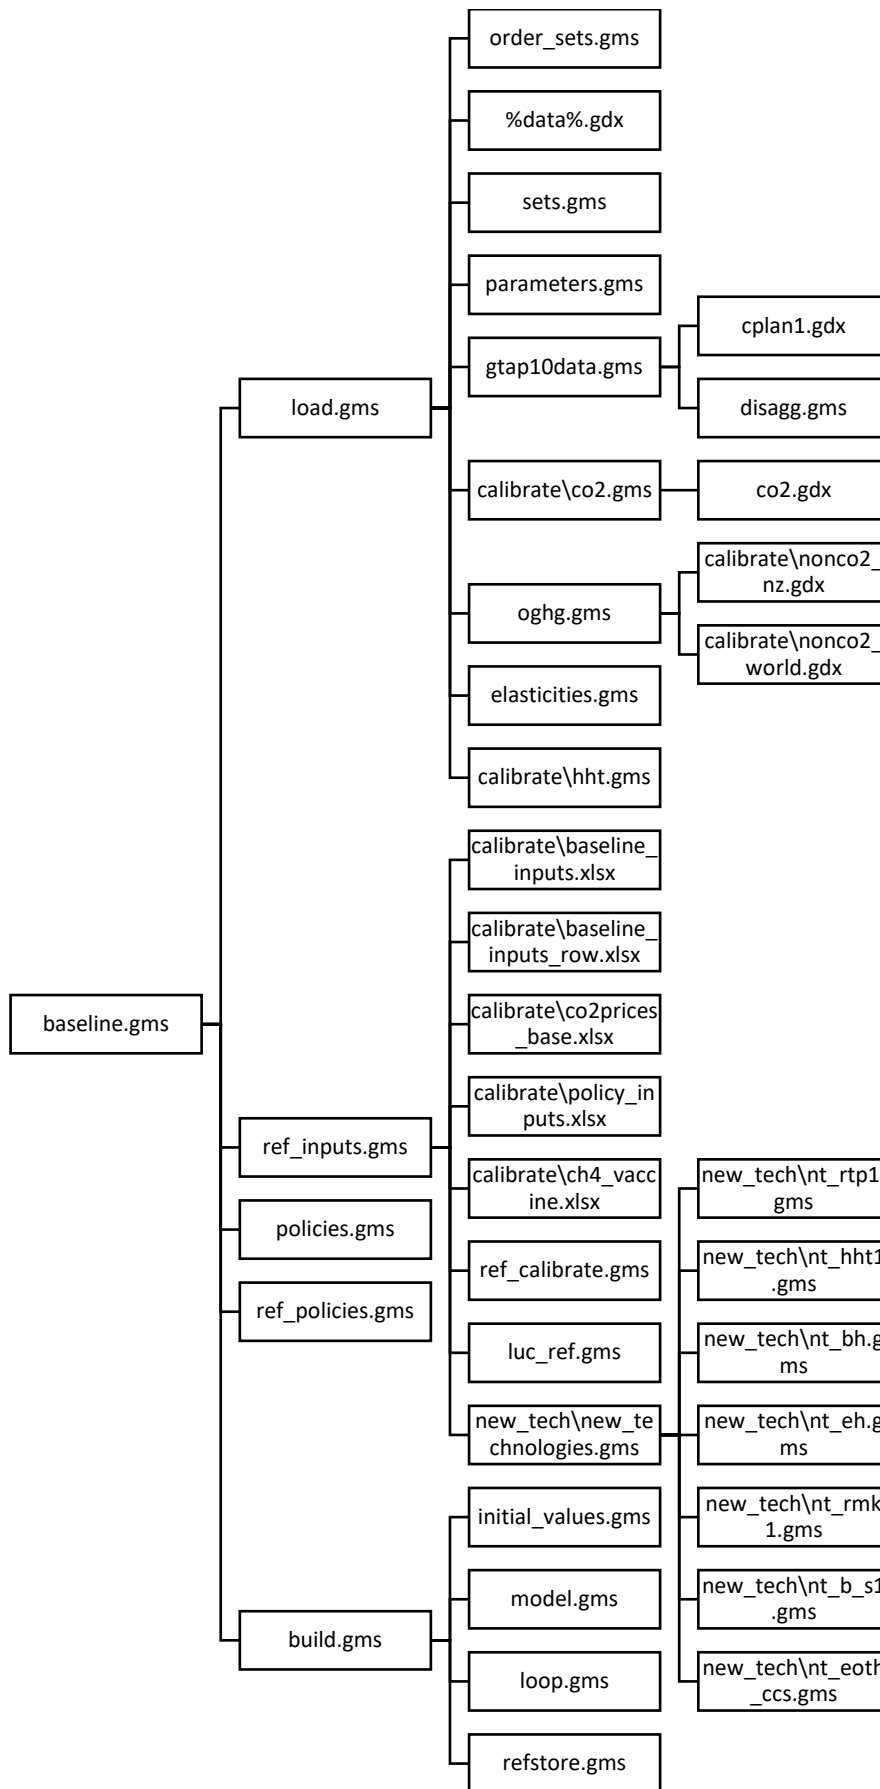 order_sets.gms
%data%.gdx
sets.gms
parameters.gms
cplan1.gdx
gtap10data.gms
load.gms
disagg.gms
calibrate\co2.gms
co2.gdx
calibrate\nonco2_
nz.gdx
oghg.gms
calibrate\nonco2_
world.gdx
elasticities.gms
calibrate\hht.gms
calibrate\baseline_
inputs.xlsx
calibrate\baseline_
inputs_row.xlsx
baseline.gms
calibrate\co2prices
_base.xlsx
calibrate\policy_in
puts.xlsx
ref_inputs.gms
calibrate\ch4_vacc
ine.xlsx
new_tech\nt_rtp1
gms
policies.gms
ref_calibrate.gms
new_tech\nt_hht1
.gms
ref_policies.gms
luc_ref.gms
new_tech\nt_bh.g
ms
new_tech\new_te
chnologies.gms
new_tech\nt_eh.g
ms
initial_values.gms
new_tech\nt_rmk
1.gms
model.gms
new_tech\nt_b_s1
.gms
build.gms
loop.gms
new_tech\nt_eoth
_ccs.gms
refstore.gms